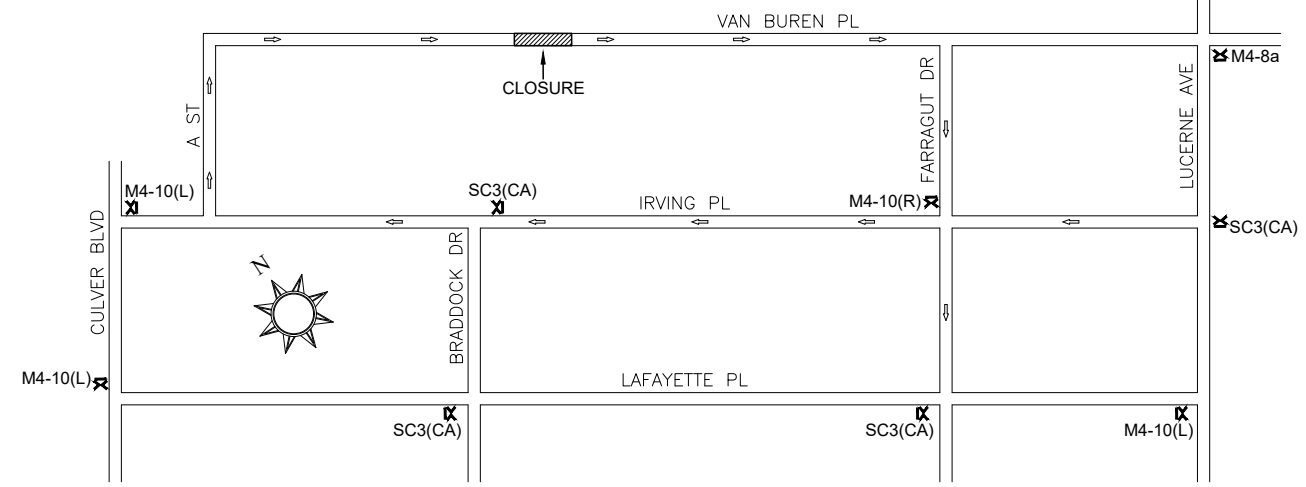 VAN BUREN PL
M4-8a
CLOSURE
A ST
FARRAGUT DR
LUCERNE AVE
M4-10(L)
SC3(CA)
IRVING PL
M4-10(R)
SC3(CA)
CULVER BLVD
N
BRADDOCK DR
M4-10(L)
LAFAYETTE PL
SC3(CA)
SC3(CA)
M4-10(L)